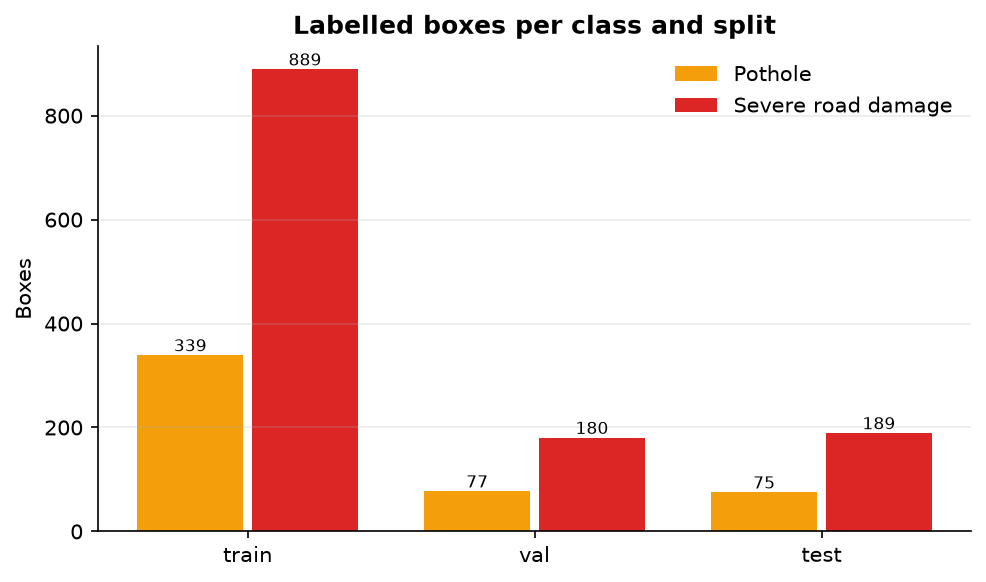 Labelled boxes per class and split
Pothole
Severe road damage
Boxes
800
600
400
200
0
339
889
77
180
75
189
train
val
test